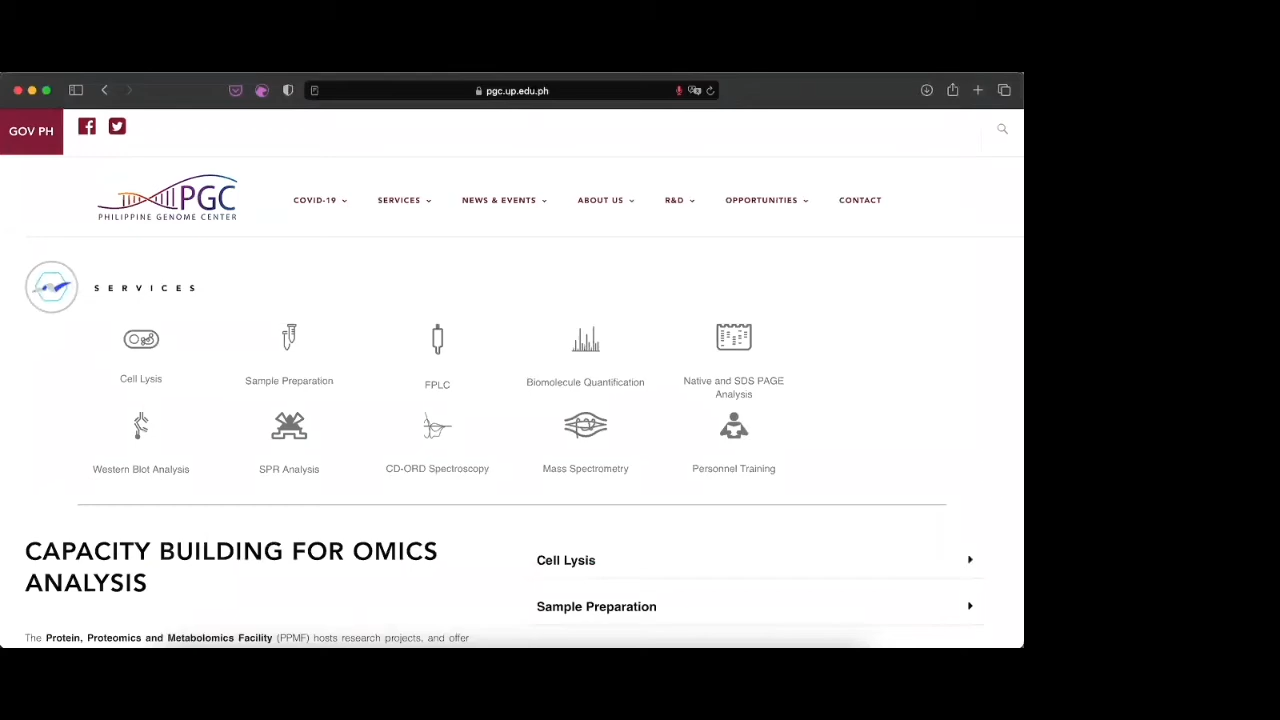 pgc.up.edu.ph
GOV PH
PGC
PHILIPPINE GENOME CENTER
COVID-19
SERVICES
NEWS & EVENTS
ABOUT US
R&D
OPPORTUNITIES
CONTACT
SERVICES
Cell Lysis
Sample Preparation
FPLC
Biomolecule Quantification
Native and SDS PAGE
Analysis
Western Blot Analysis
SPR Analysis
CD-ORD Spectroscopy
Mass Spectrometry
Personnel Training
CAPACITY BUILDING FOR OMICS
ANALYSIS
The Protein, Proteomics and Metabolomics Facility (PPMF) hosts research projects, and offer
Cell Lysis
Sample Preparation